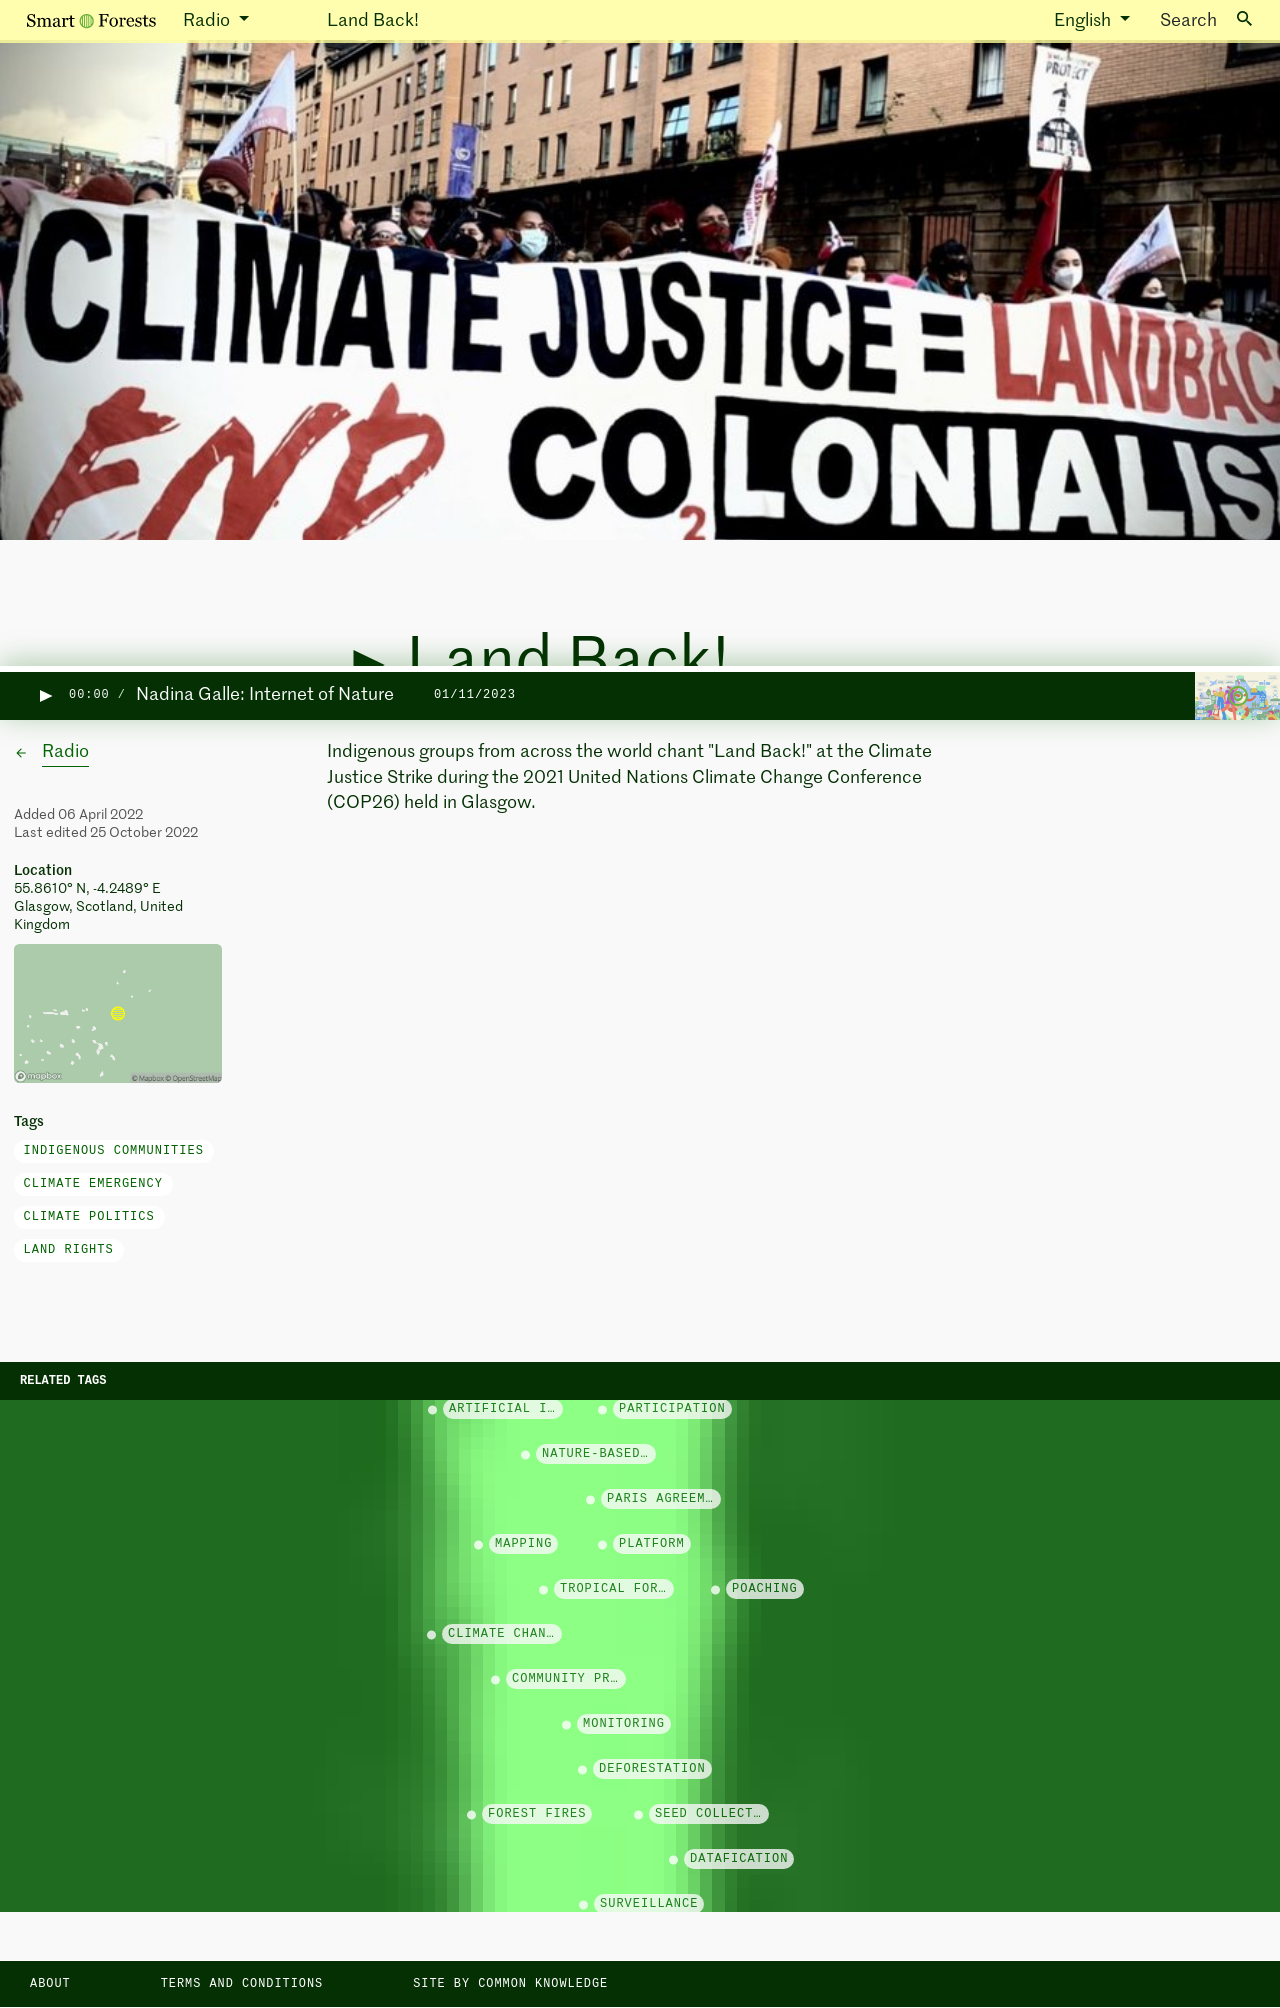 Smart Forests
Radio
Land Back!
English
Search
PROTECT
CLIMATE JUSTICE = LANDBAC
END
CO2LONIALIS
▶ Land Back!
▶ 00:00 / Nadina Galle: Internet of Nature 01/11/2023
← Radio
Indigenous groups from across the world chant "Land Back!" at the Climate
Justice Strike during the 2021 United Nations Climate Change Conference
(COP26) held in Glasgow.
Added 06 April 2022
Last edited 25 October 2022
Location
55.8610° N, -4.2489° E
Glasgow, Scotland, United
Kingdom
mapbox
© Mapbox © OpenStreetMap
Tags
INDIGENOUS COMMUNITIES
CLIMATE EMERGENCY
CLIMATE POLITICS
LAND RIGHTS
RELATED TAGS
ARTIFICIAL I…
PARTICIPATION
NATURE-BASED…
PARIS AGREEM…
MAPPING
PLATFORM
TROPICAL FOR…
POACHING
CLIMATE CHAN…
COMMUNITY PR…
MONITORING
DEFORESTATION
FOREST FIRES
SEED COLLECT…
DATAFICATION
SURVEILLANCE
ABOUT
TERMS AND CONDITIONS
SITE BY COMMON KNOWLEDGE